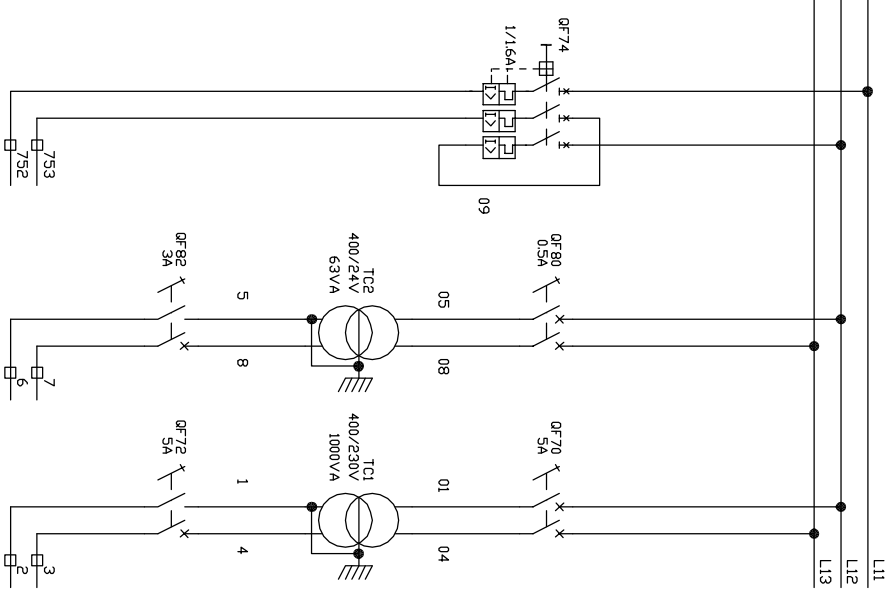 L11
L12
L13
QF74
1/1.6A
09
753
752
QF80
0.5A
05
08
TC2
400/24V
63VA
5
8
QF82
3A
7
6
QF70
5A
01
04
TC1
400/230V
1000VA
1
4
QF72
5A
3
2